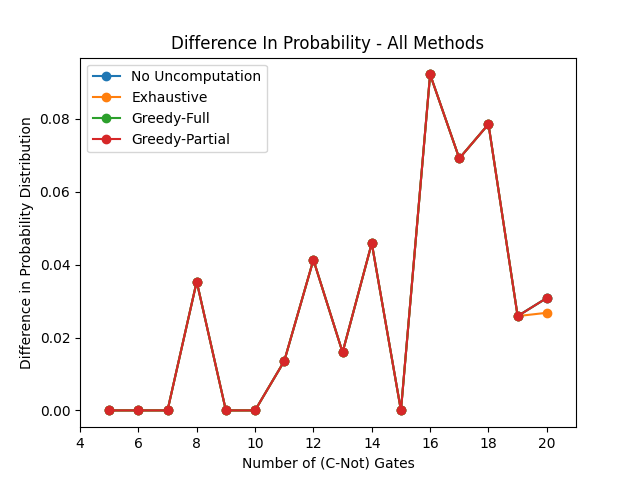 Difference In Probability - All Methods
No Uncomputation
Exhaustive
Greedy-Full
Greedy-Partial
Difference in Probability Distribution
0.08
0.06
0.04
0.02
0.00
4 6 8 10 12 14 16 18 20
Number of (C-Not) Gates